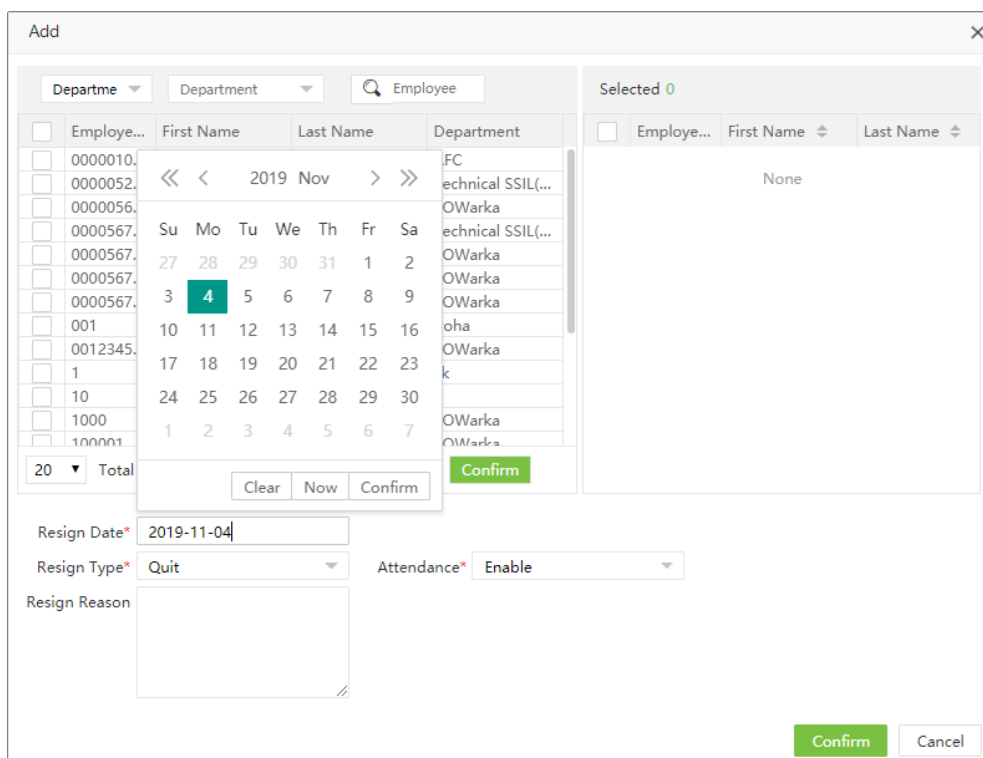 Add
Departme Department Employee Selected 0
Employe... First Name Last Name Department Employe... First Name Last Name
0000010. FC
0000052. echnical SSIL(...
0000056. OWarka
0000567. echnical SSIL(...
0000567. OWarka
0000567. OWarka
0000567. OWarka
001 oha
0012345. OWarka
1 k
10
1000 OWarka
100001 OWarka
None
2019 Nov
Su Mo Tu We Th Fr Sa
27 28 29 30 31 1 2
3 4 5 6 7 8 9
10 11 12 13 14 15 16
17 18 19 20 21 22 23
24 25 26 27 28 29 30
1 2 3 4 5 6 7
Clear Now Confirm
20 Total Confirm
Resign Date* 2019-11-04
Resign Type* Quit Attendance* Enable
Resign Reason
Confirm Cancel